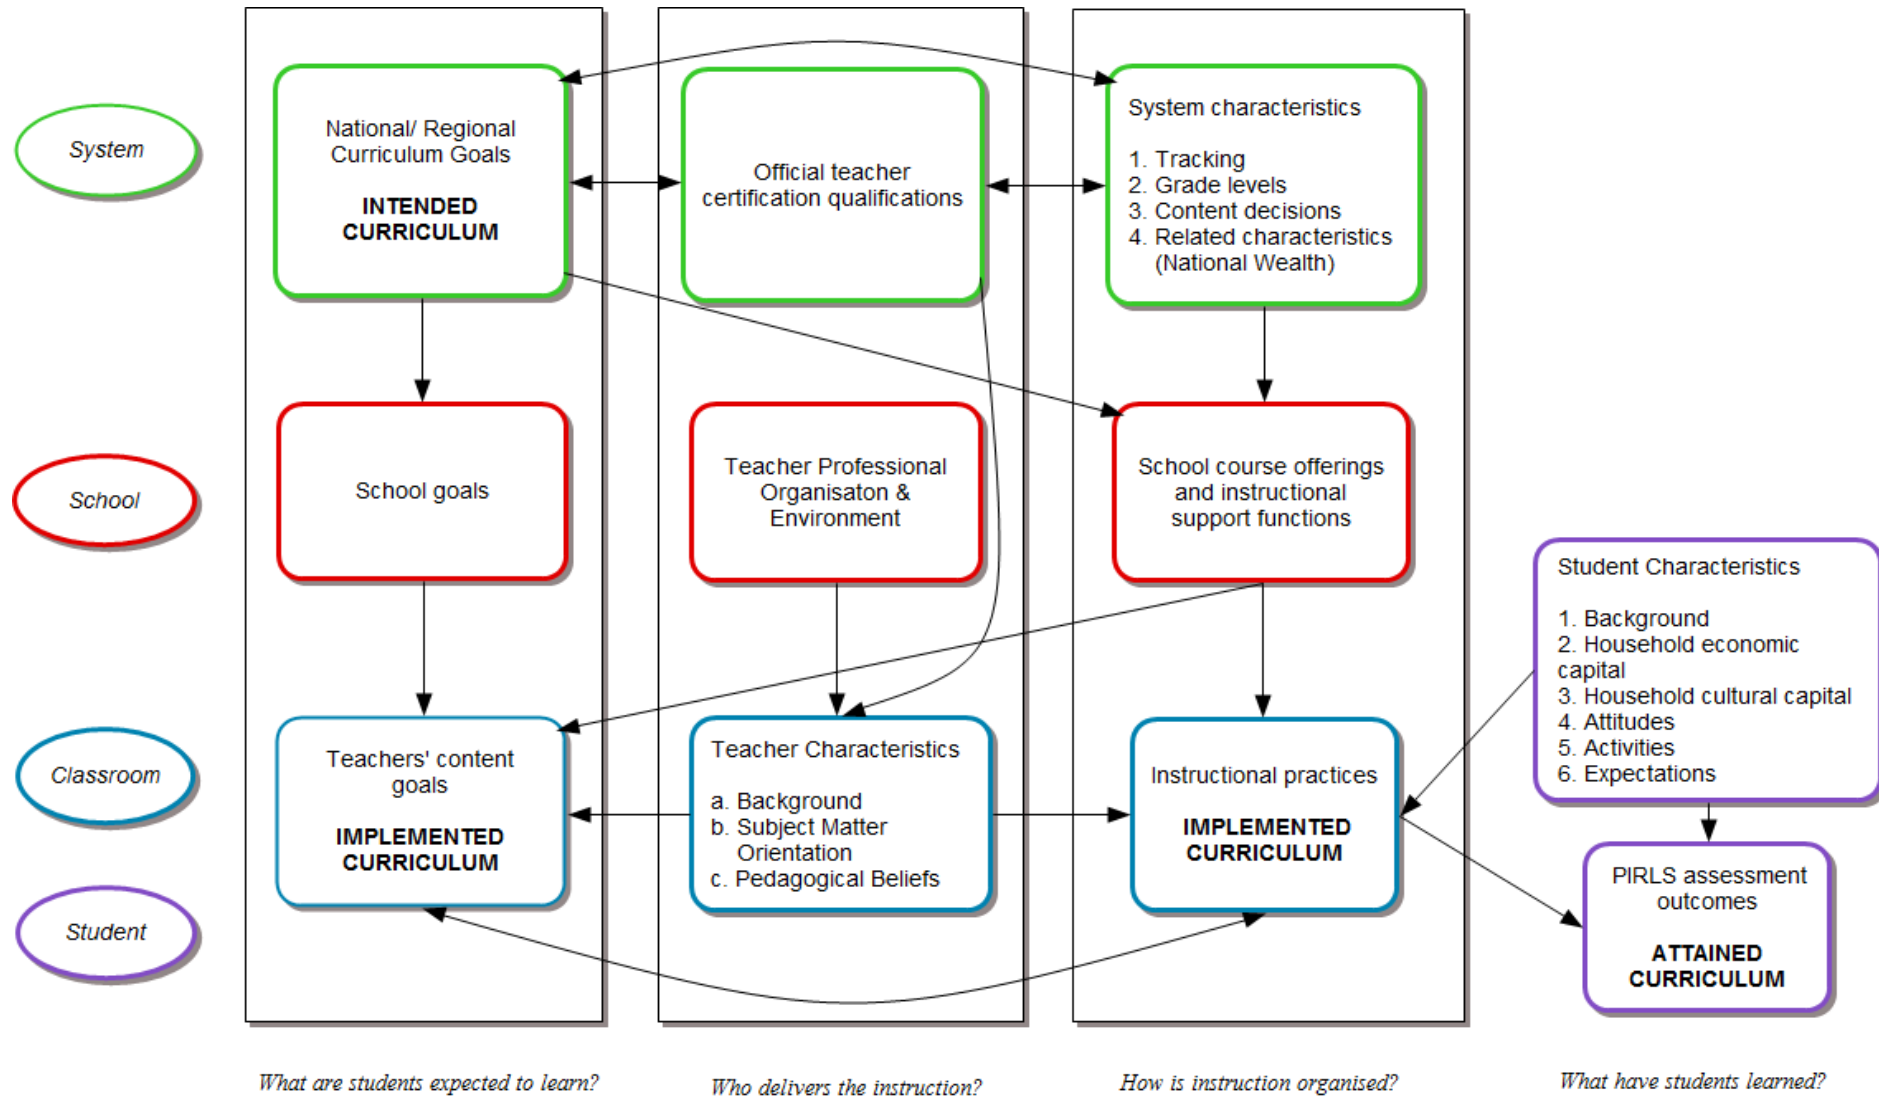 System
National/ Regional
Curriculum Goals
INTENDED
CURRICULUM
Official teacher
certification qualifications
System characteristics
1. Tracking
2. Grade levels
3. Content decisions
4. Related characteristics
(National Wealth)
School
School goals
Teacher Professional
Organisaton &
Environment
School course offerings
and instructional
support functions
Student Characteristics
1. Background
2. Household economic
capital
3. Household cultural capital
4. Attitudes
5. Activities
6. Expectations
Classroom
Teachers' content
goals
IMPLEMENTED
CURRICULUM
Teacher Characteristics
a. Background
b. Subject Matter
Orientation
c. Pedagogical Beliefs
Instructional practices
IMPLEMENTED
CURRICULUM
Student
PIRLS assessment
outcomes
ATTAINED
CURRICULUM
What are students expected to learn?
Who delivers the instruction?
How is instruction organised?
What have students learned?